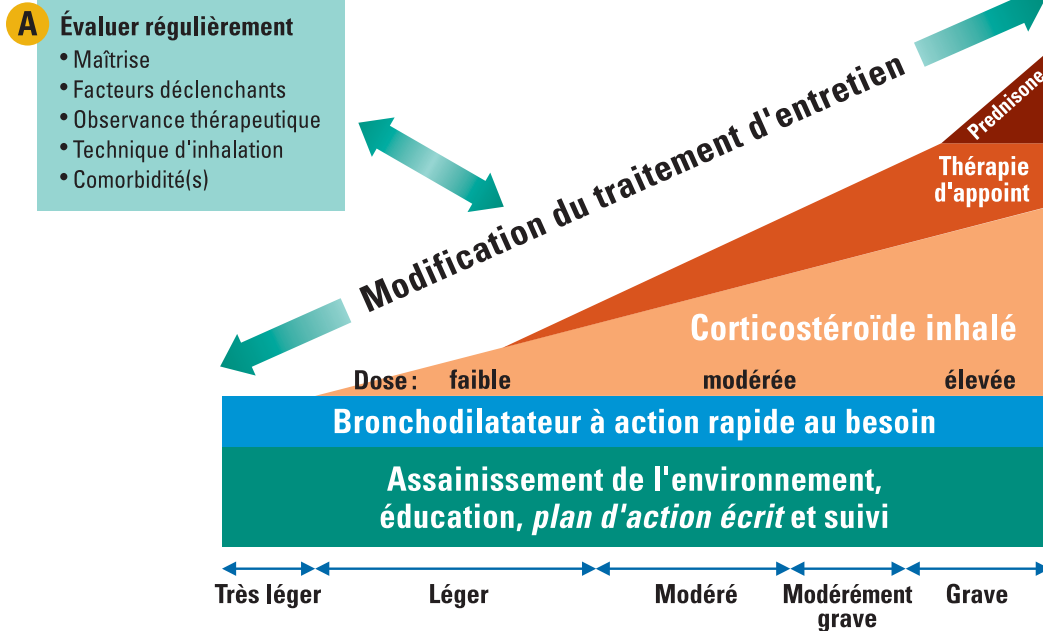 A
Évaluer régulièrement
• Maîtrise
• Facteurs déclenchants
• Observance thérapeutique
• Technique d'inhalation
• Comorbidité(s)
Modification du traitement d'entretien
Prednisone
Thérapie
d'appoint
Corticostéroïde inhalé
Dose : faible modérée élevée
Bronchodilatateur à action rapide au besoin
Assainissement de l'environnement,
éducation, plan d'action écrit et suivi
Très léger Léger Modéré Modérément Grave
grave